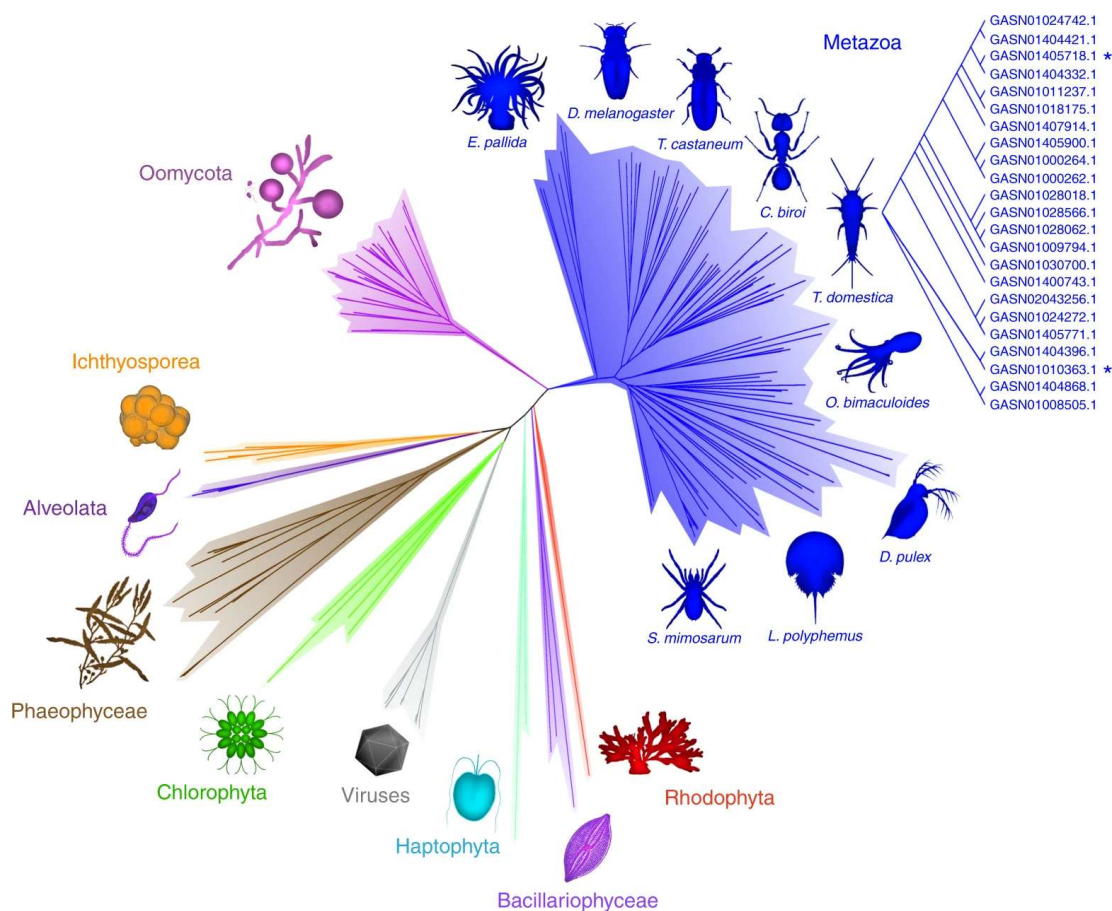 Metazoa
E. pallida
D. melanogaster
T. castaneum
C. biroi
T. domestica
O. bimaculoides
D. pulex
L. polyphemus
S. mimosarum
GASN01024742.1
GASN01404421.1
GASN01405718.1 *
GASN01404332.1
GASN01011237.1
GASN01018175.1
GASN01407914.1
GASN01405900.1
GASN01000264.1
GASN01000262.1
GASN01028018.1
GASN01028566.1
GASN01028062.1
GASN01009794.1
GASN01030700.1
GASN01400743.1
GASN02043256.1
GASN01024272.1
GASN01405771.1
GASN01404396.1
GASN01010363.1 *
GASN01404868.1
GASN01008505.1
Oomycota
Ichthyosporea
Alveolata
Phaeophyceae
Chlorophyta
Viruses
Haptophyta
Bacillariophyceae
Rhodophyta